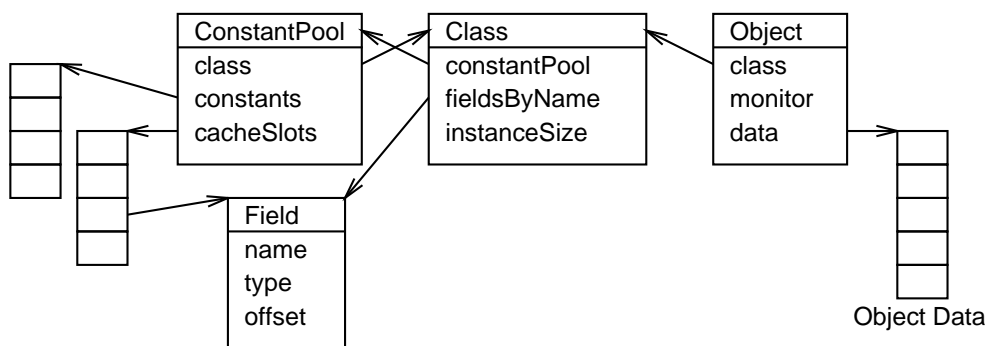 ConstantPool
class
constants
cacheSlots
Class
constantPool
fieldsByName
instanceSize
Object
class
monitor
data
Field
name
type
offset
Object Data